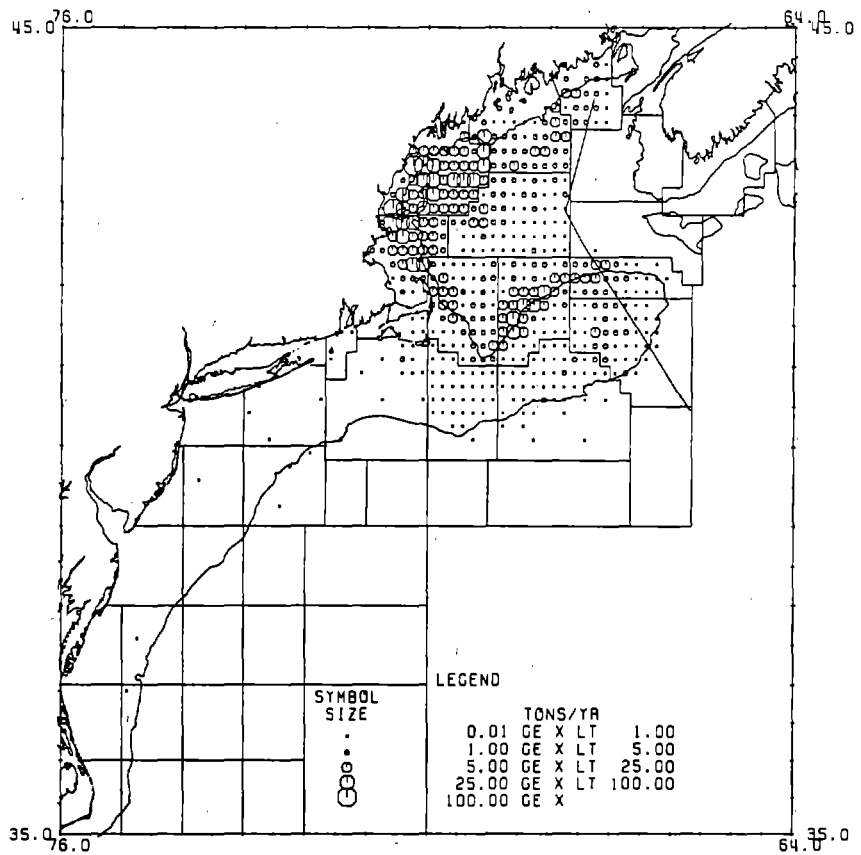 76.0 64.0
45.0 45.0
LEGEND
SYMBOL
SIZE
TONS/YR
0.01 GE X LT 1.00
1.00 GE X LT 5.00
5.00 GE X LT 25.00
25.00 GE X LT 100.00
100.00 GE X
35.0 35.0
76.0 64.0